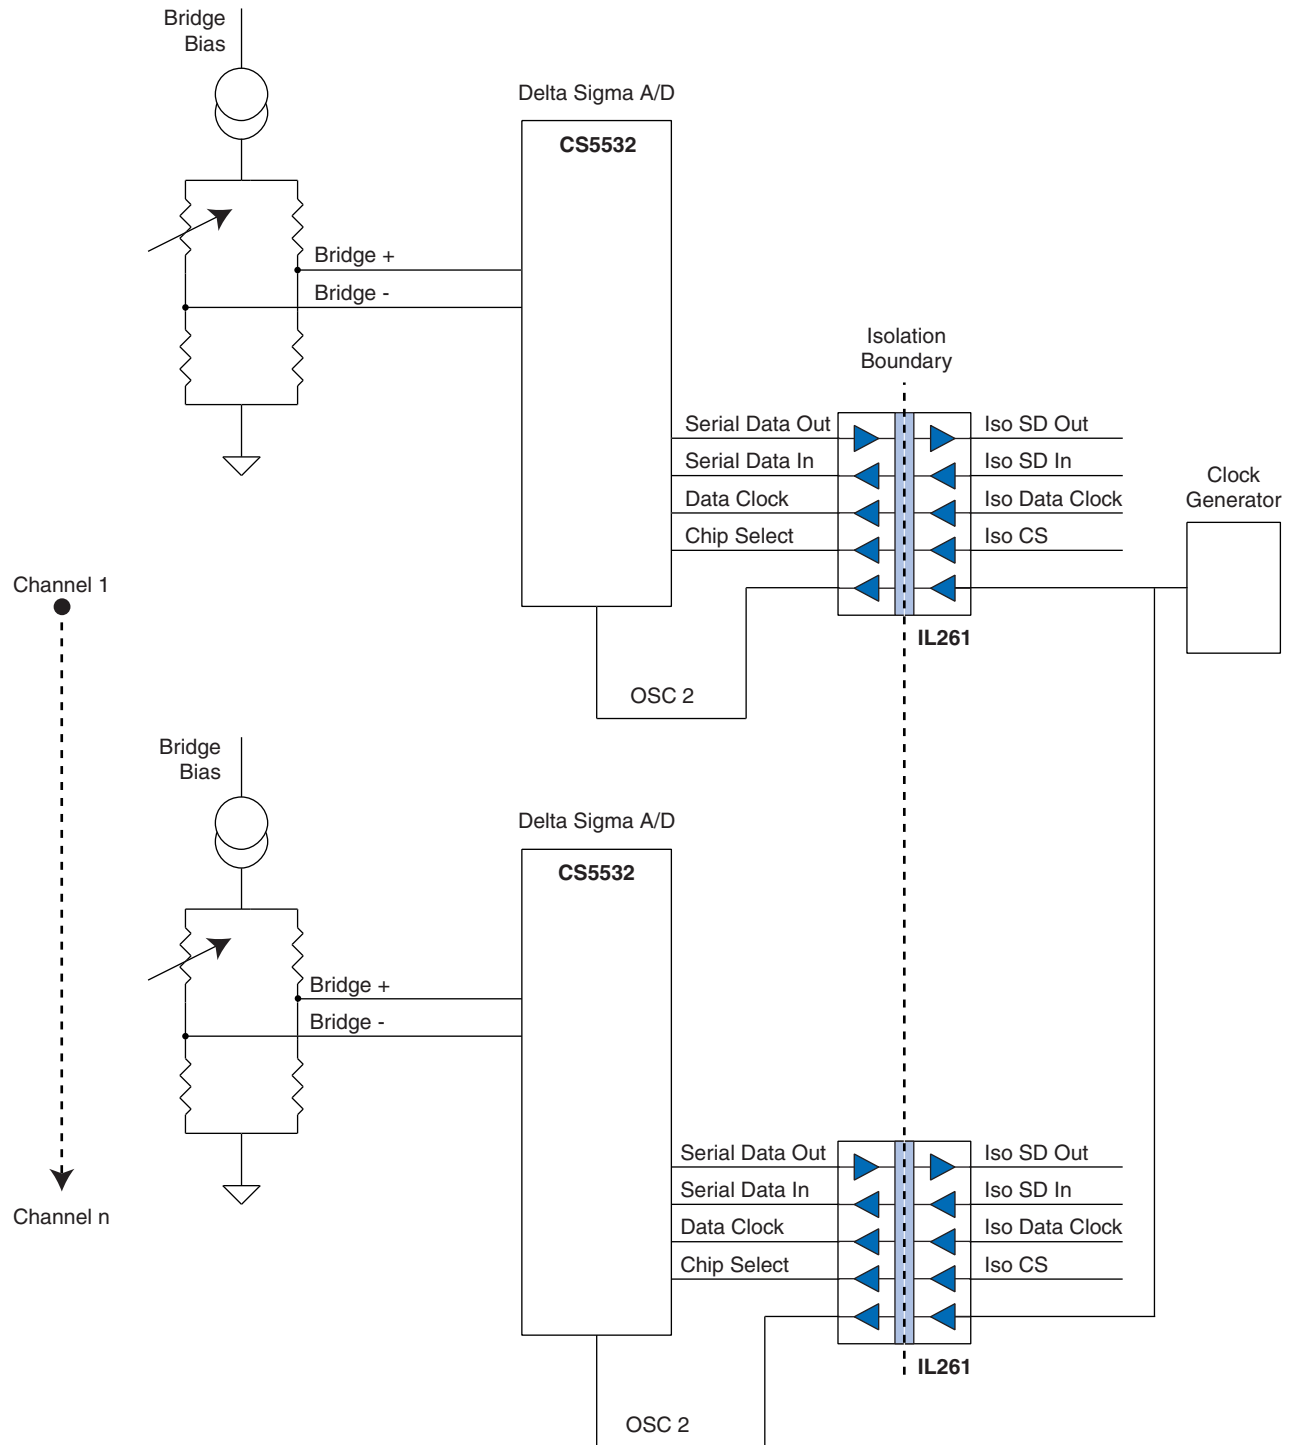 Bridge
Bias
Delta Sigma A/D
CS5532
Bridge +
Bridge -
Isolation
Boundary
Serial Data Out
Iso SD Out
Serial Data In
Iso SD In
Data Clock
Iso Data Clock
Chip Select
Iso CS
Clock
Generator
Channel 1
IL261
OSC 2
Bridge
Bias
Delta Sigma A/D
CS5532
Bridge +
Bridge -
Serial Data Out
Iso SD Out
Serial Data In
Iso SD In
Data Clock
Iso Data Clock
Chip Select
Iso CS
Channel n
IL261
OSC 2